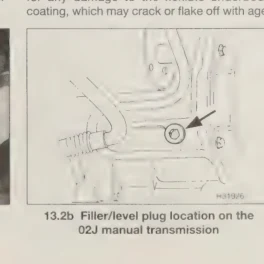 coating, which may crack or flake off with age
H31926
13.2b Filler/level plug location on the
02J manual transmission